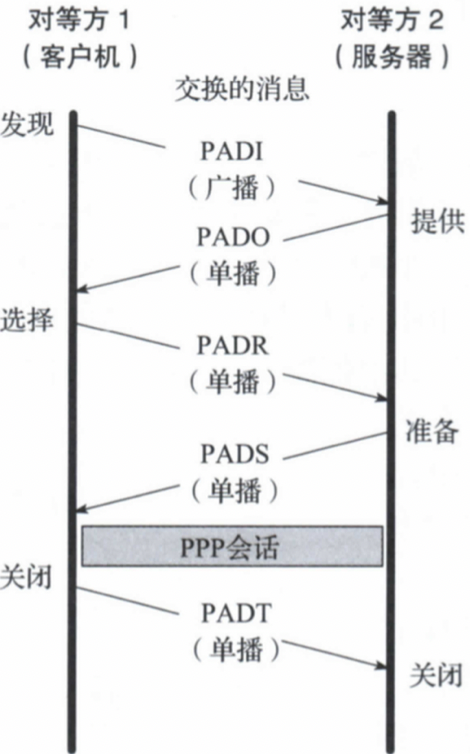 对等方 1
（客户机）
对等方 2
（服务器）
交换的消息
发现
PADI
（广播）
提供
PADO
（单播）
选择
PADR
（单播）
准备
PADS
（单播）
PPP会话
关闭
PADT
（单播）
关闭